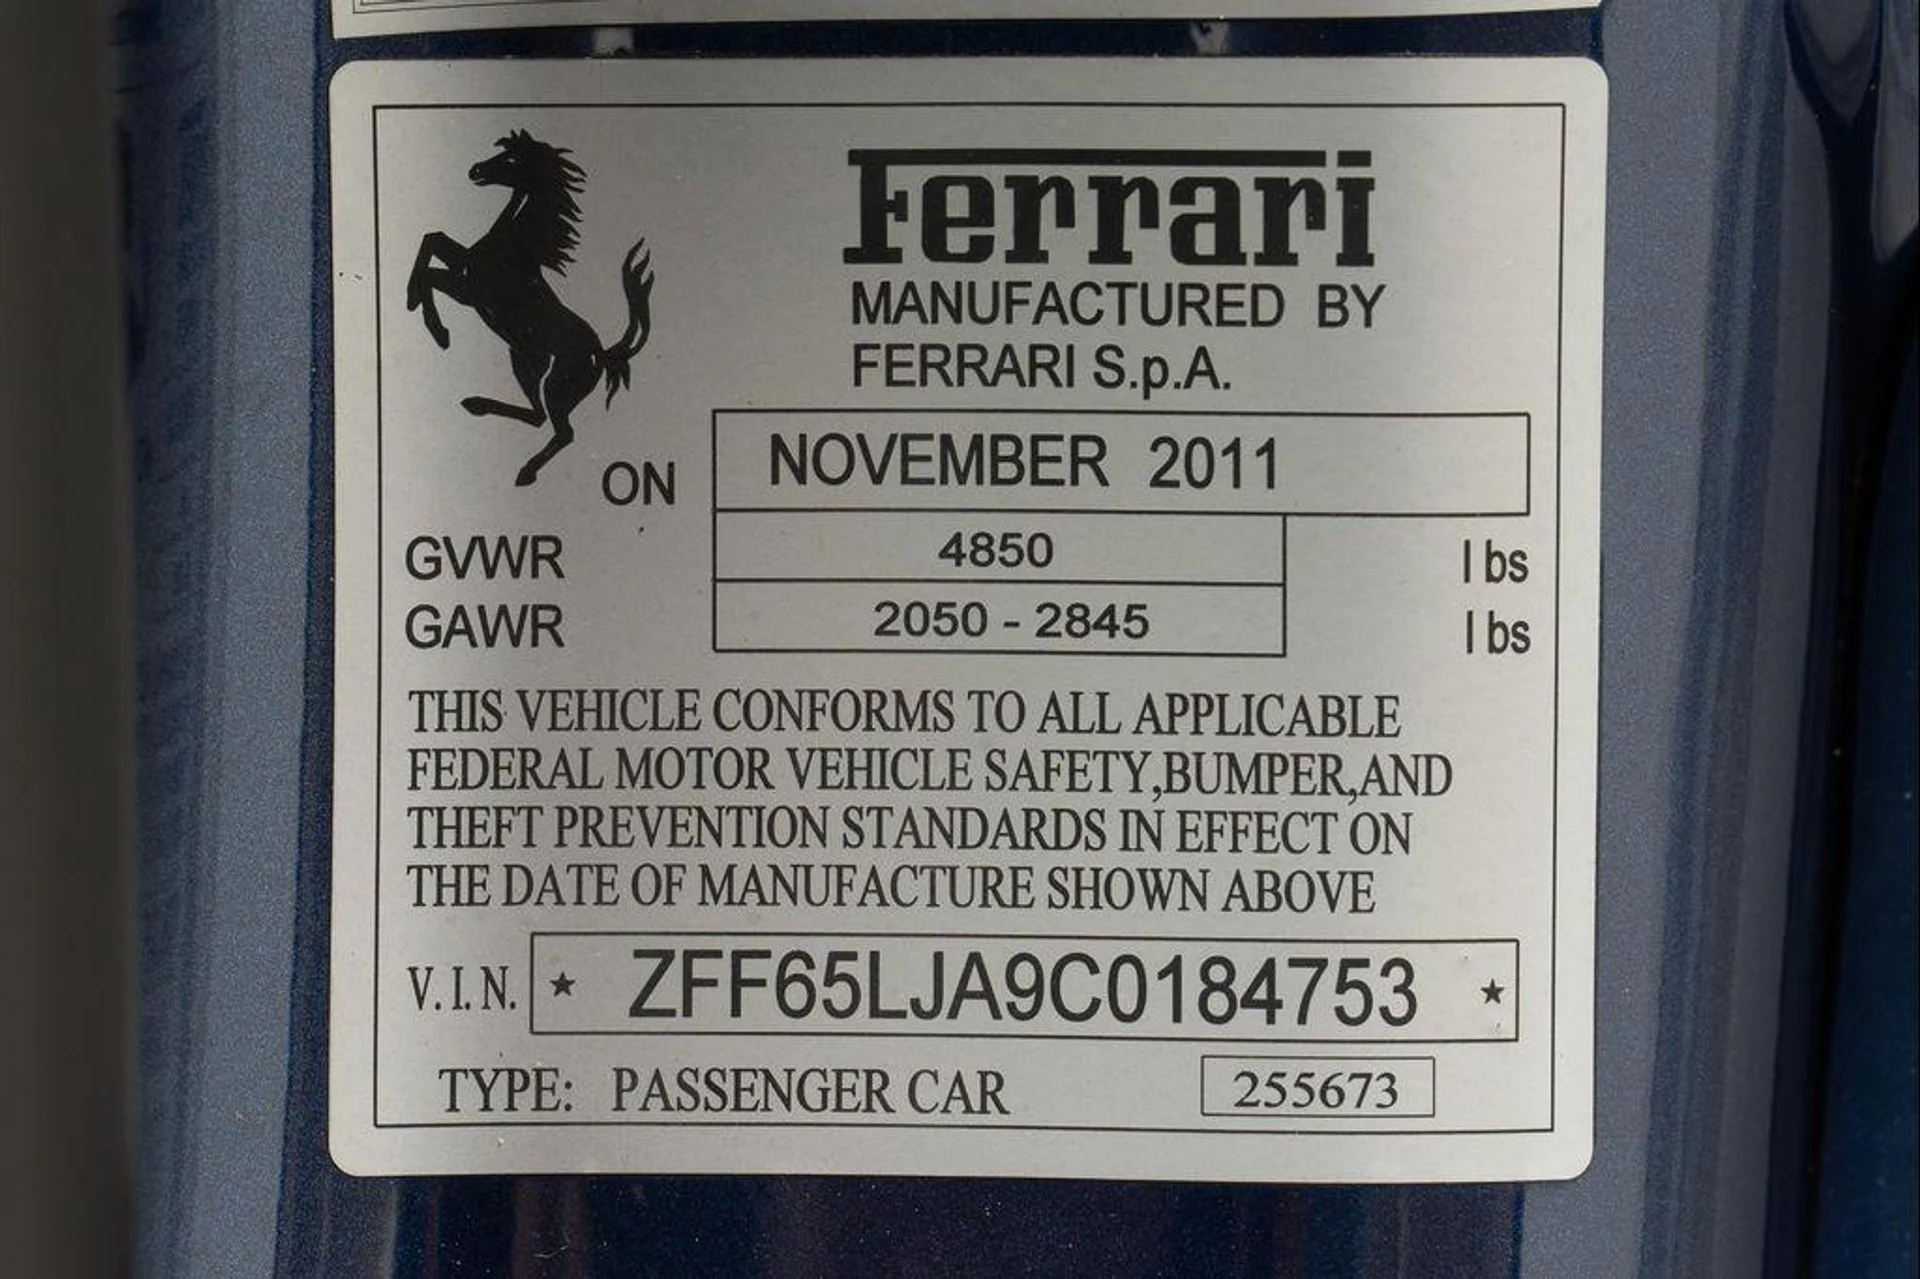 Ferrari
MANUFACTURED BY
FERRARI S.p.A.
ON NOVEMBER 2011
GVWR 4850 lbs
GAWR 2050 - 2845 lbs
THIS VEHICLE CONFORMS TO ALL APPLICABLE
FEDERAL MOTOR VEHICLE SAFETY,BUMPER,AND
THEFT PREVENTION STANDARDS IN EFFECT ON
THE DATE OF MANUFACTURE SHOWN ABOVE
V.I.N. ★ ZFF65LJA9C0184753 ★
TYPE: PASSENGER CAR 255673